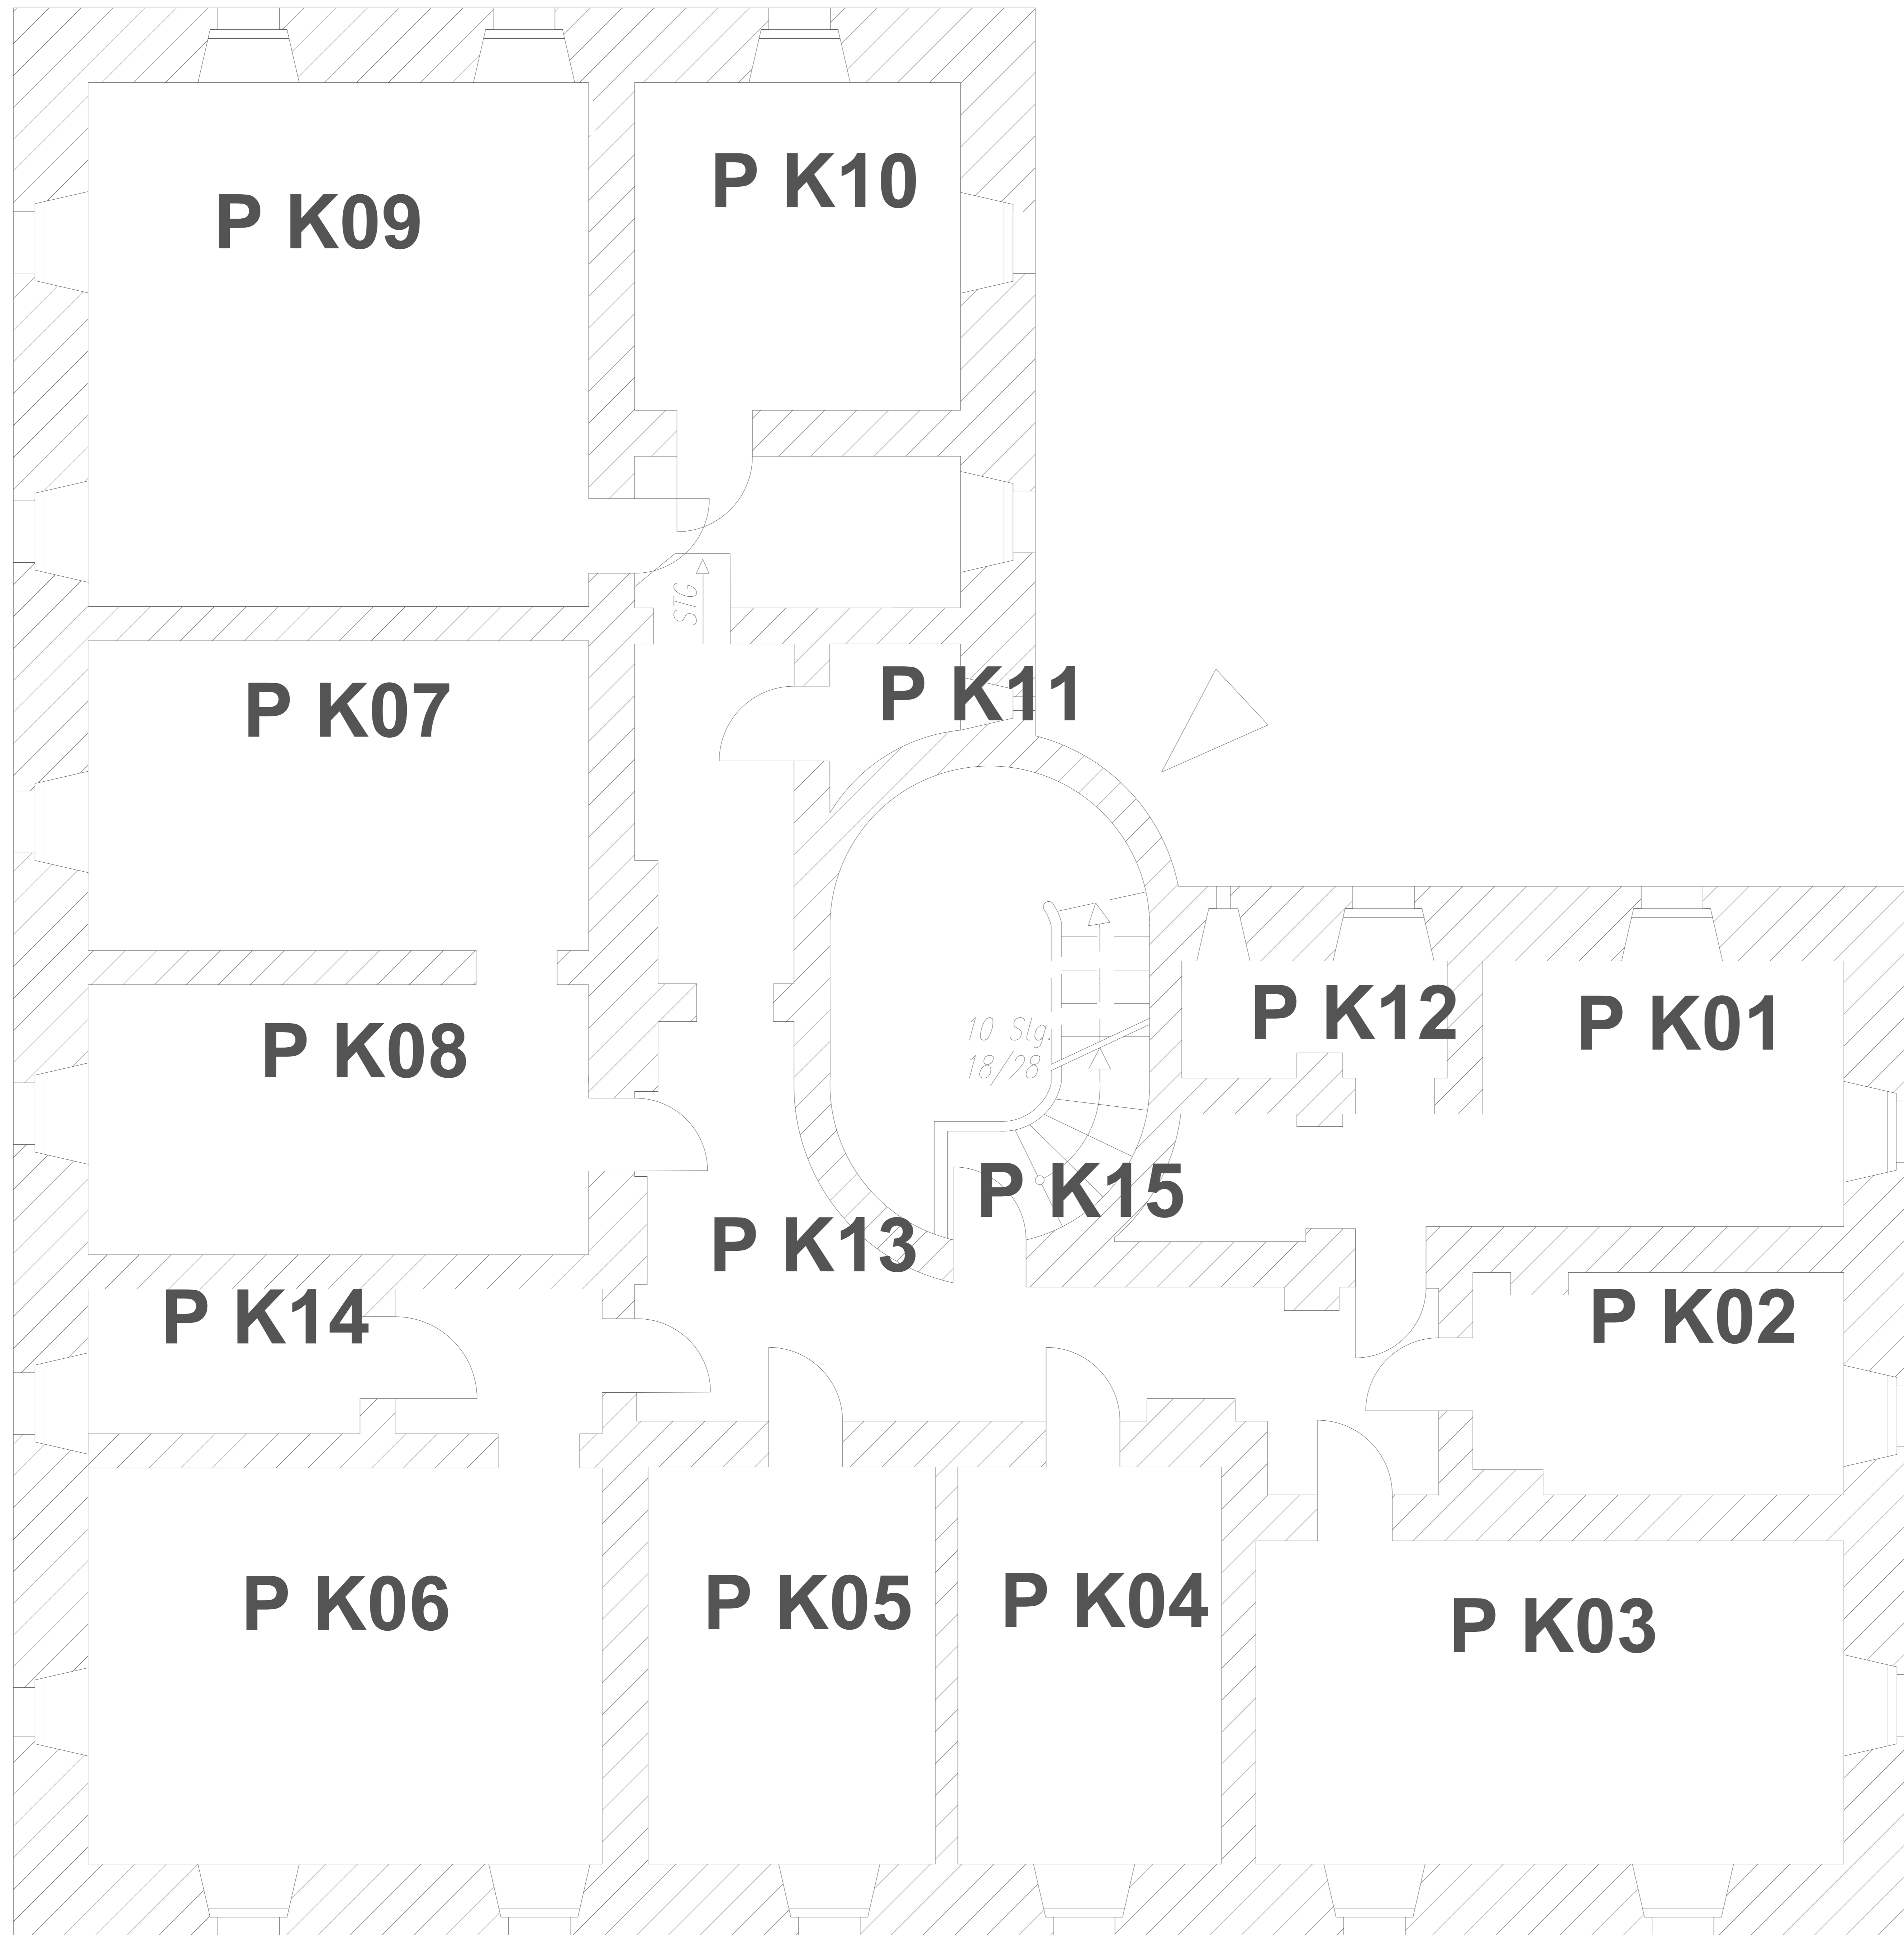 P K10
P K09
STG
P K11
P K07
P K12
P K01
10 Stg.
18/28
P K08
P K15
P K13
P K14
P K02
P K06
P K05
P K04
P K03